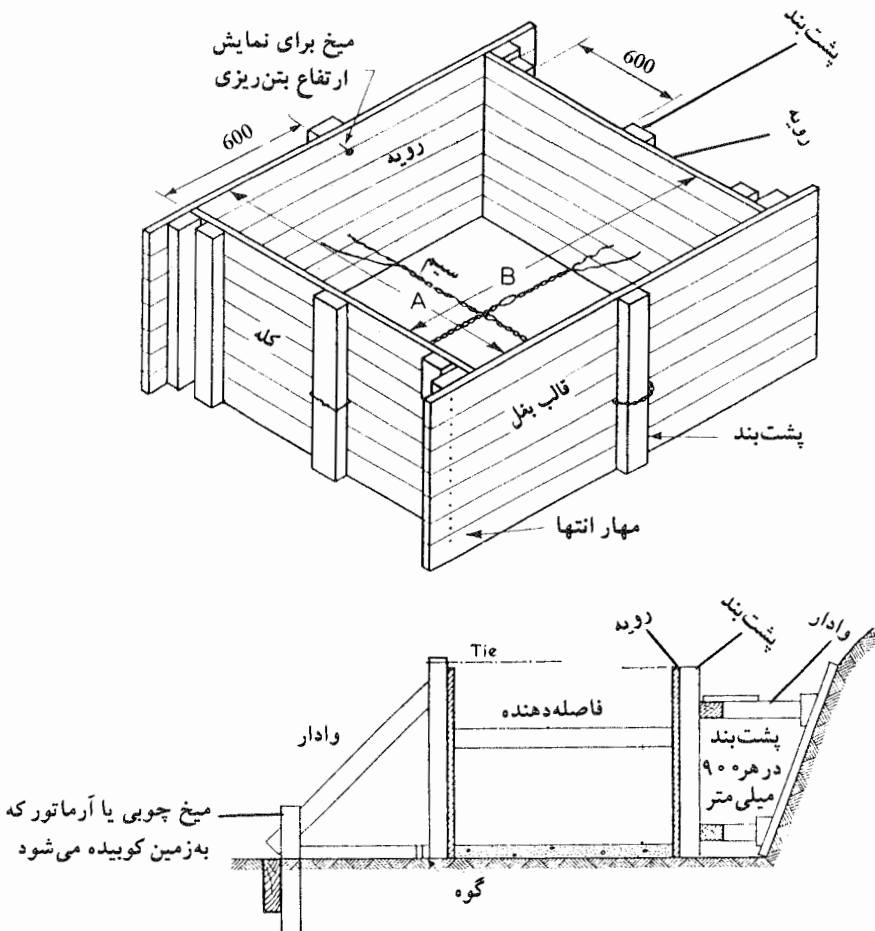 میخ برای نمایش
ارتفاع بتن‌ریزی
600
پشت‌بند
600
رویه
رویه
سیم
A
B
کله
قالب بغل
پشت‌بند
مهار انتها
Tie
رویه
پشت‌بند
وادار
وادار
فاصله‌دهنده
پشت‌بند
در هر ۹۰۰
میلی‌متر
میخ چوبی یا آرماتور که
به‌زمین کوبیده می‌شود
گوه